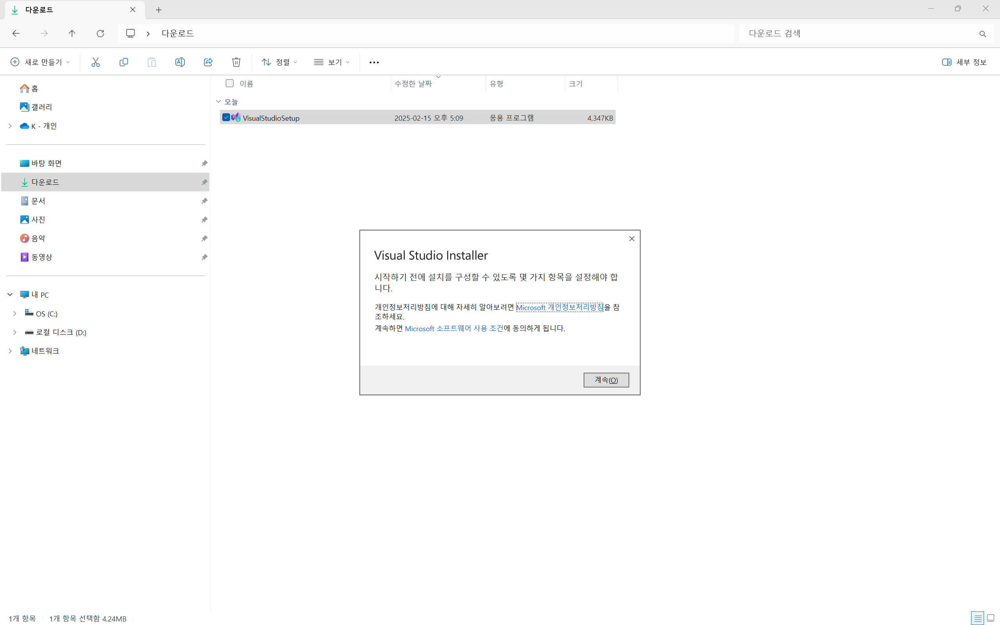 다운로드
다운로드
다운로드 검색
새로 만들기
정렬
보기
세부 정보
홈
갤러리
K - 개인
바탕 화면
다운로드
문서
사진
음악
동영상
내 PC
OS (C:)
로컬 디스크 (D:)
네트워크
이름 수정한 날짜 유형 크기
오늘
VisualStudioSetup 2025-02-15 오후 5:09 응용 프로그램 4,347KB
Visual Studio Installer
시작하기 전에 설치를 구성할 수 있도록 몇 가지 항목을 설정해야 합
니다.
개인정보처리방침에 대해 자세히 알아보려면 Microsoft 개인정보처리방침을 참
조하세요.
계속하면 Microsoft 소프트웨어 사용 조건에 동의하게 됩니다.
계속(O)
1개 항목 1개 항목 선택함 4.24MB